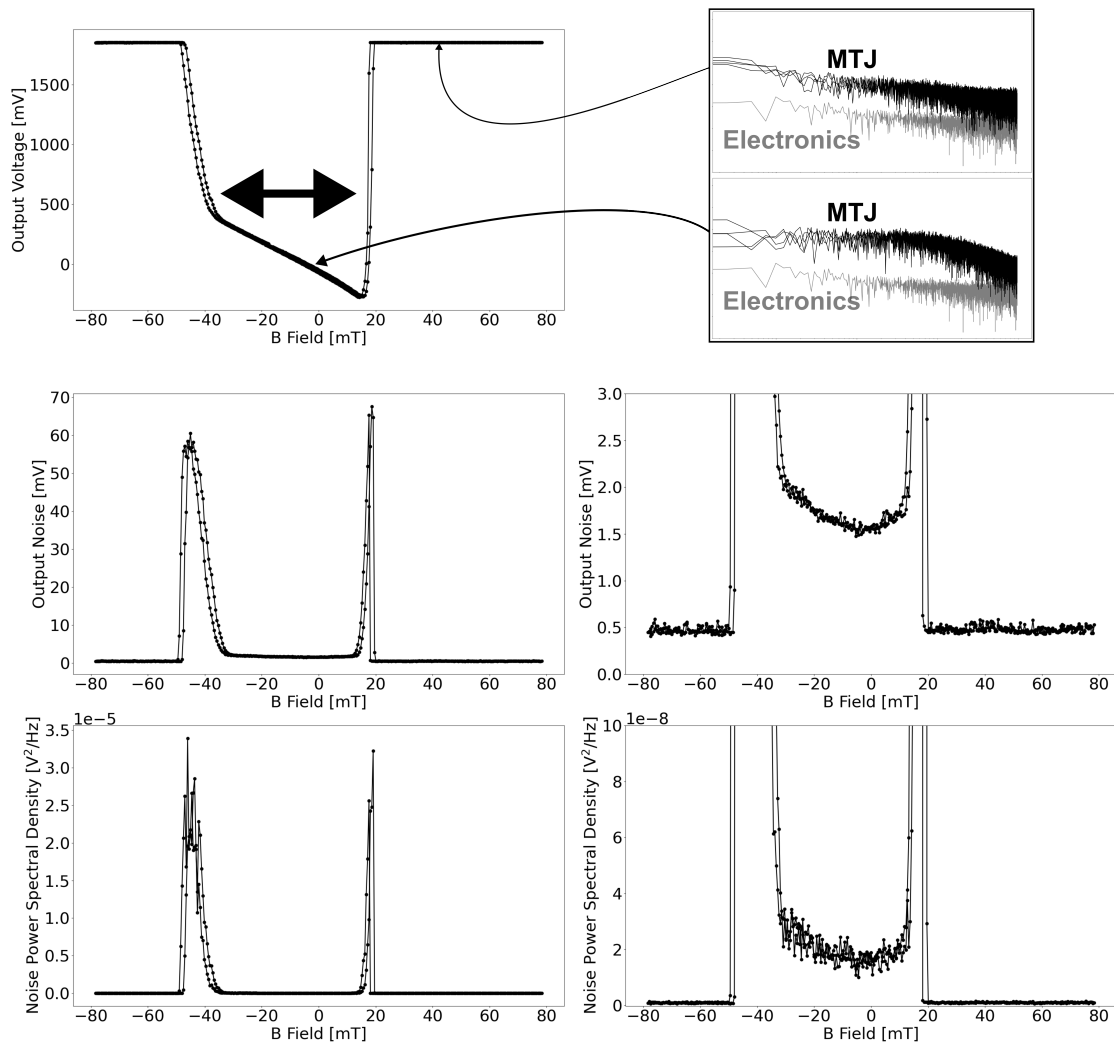 1500
1000
500
0
Output Voltage [mV]
−80 −60 −40 −20 0 20 40 60 80
B Field [mT]
MTJ
Electronics
MTJ
Electronics
70
60
50
40
30
20
10
0
Output Noise [mV]
−80 −60 −40 −20 0 20 40 60 80
B Field [mT]
3.0
2.5
2.0
1.5
1.0
0.5
0.0
Output Noise [mV]
−80 −60 −40 −20 0 20 40 60 80
B Field [mT]
1e−5
3.5
3.0
2.5
2.0
1.5
1.0
0.5
0.0
Noise Power Spectral Density [V²/Hz]
−80 −60 −40 −20 0 20 40 60 80
B Field [mT]
1e−8
10
8
6
4
2
0
Noise Power Spectral Density [V²/Hz]
−80 −60 −40 −20 0 20 40 60 80
B Field [mT]